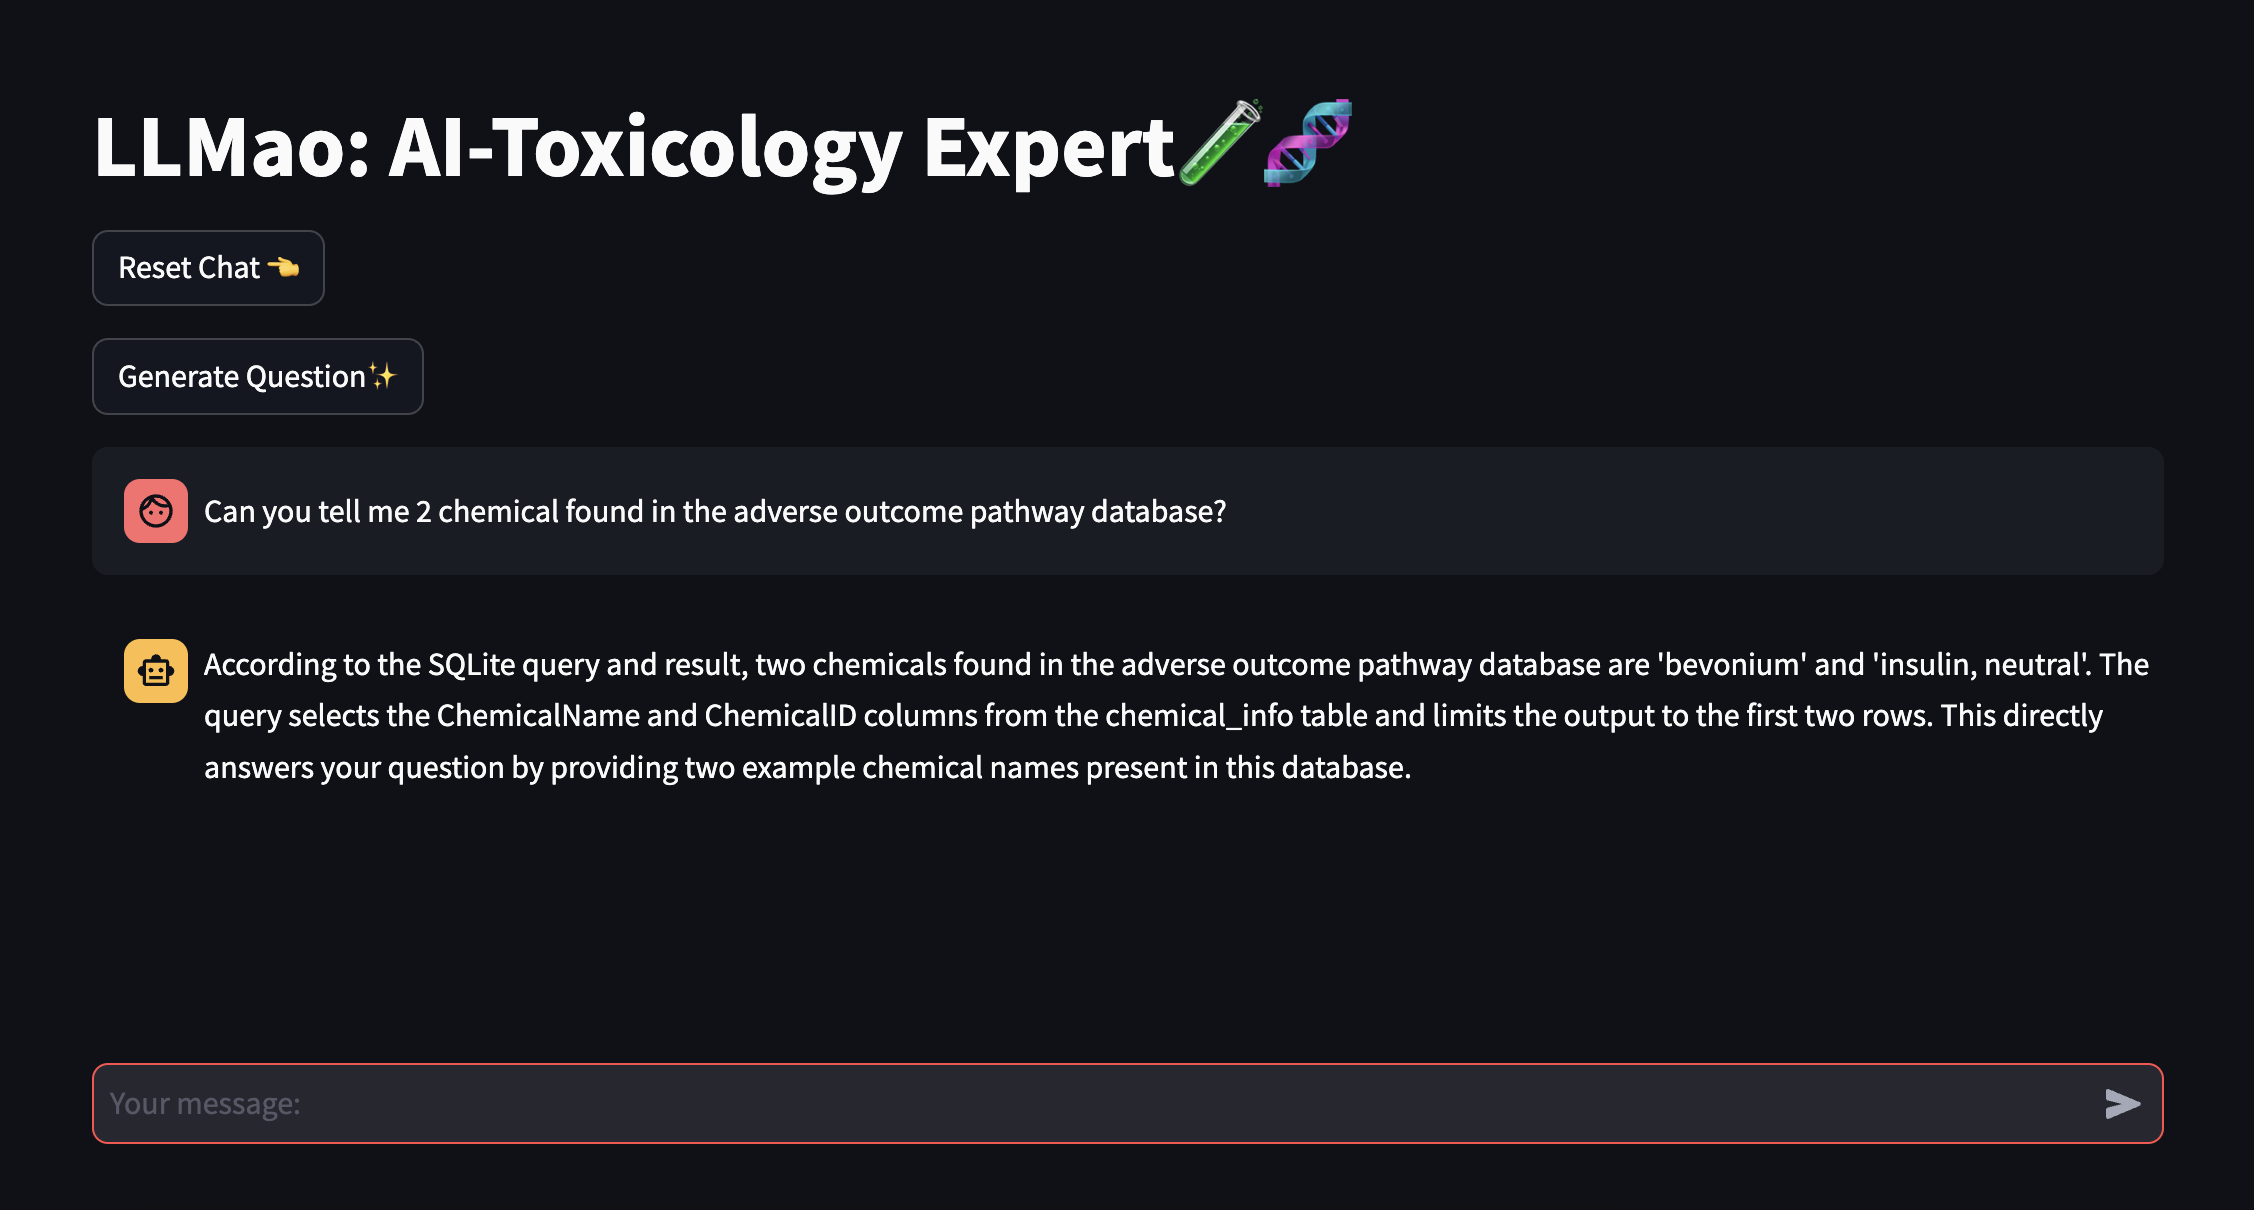 LLMao: AI-Toxicology Expert🧪🧬
Reset Chat 👈
Generate Question✨
Can you tell me 2 chemical found in the adverse outcome pathway database?
According to the SQLite query and result, two chemicals found in the adverse outcome pathway database are 'bevonium' and 'insulin, neutral'. The
query selects the ChemicalName and ChemicalID columns from the chemical_info table and limits the output to the first two rows. This directly
answers your question by providing two example chemical names present in this database.
Your message: